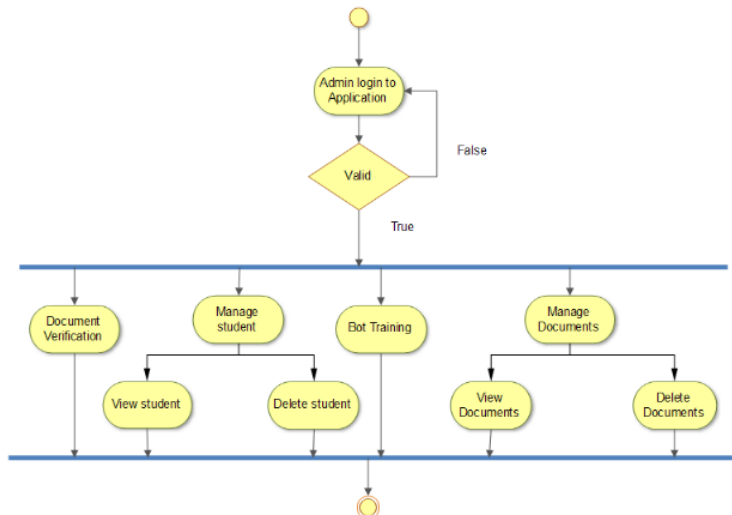 Admin login to
Application
False
Valid
True
Document
Verification
Manage
student
Bot Training
Manage
Documents
View student
Delete student
View
Documents
Delete
Documents